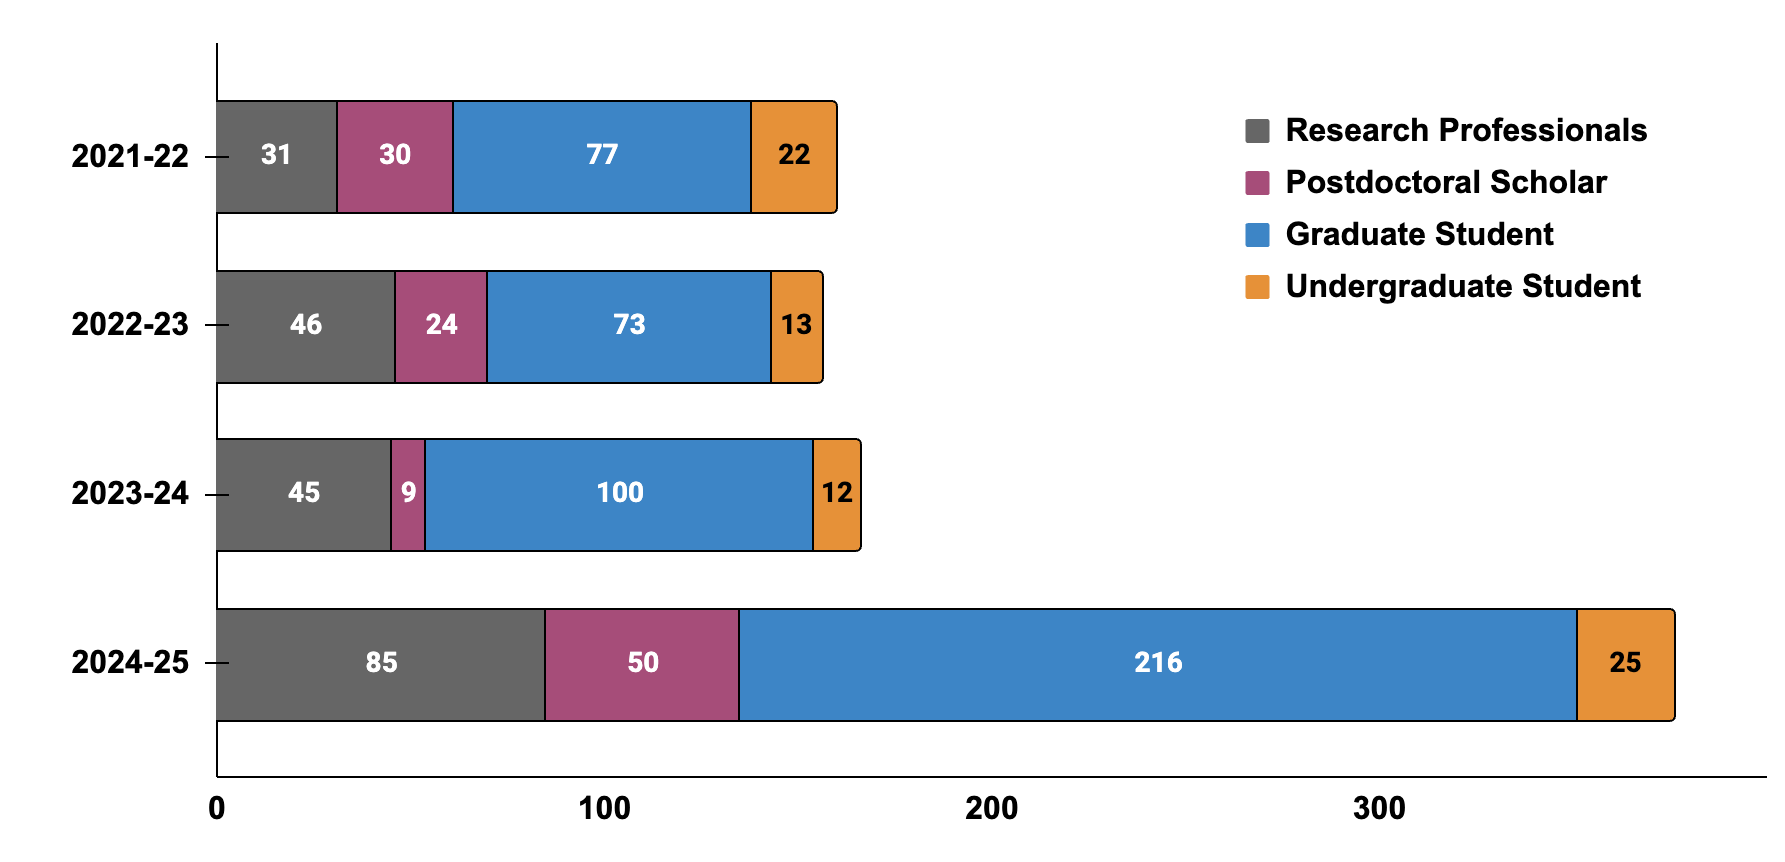 Research Professionals
Postdoctoral Scholar
Graduate Student
Undergraduate Student
2021-22 31 30 77 22
2022-23 46 24 73 13
2023-24 45 9 100 12
2024-25 85 50 216 25
0 100 200 300